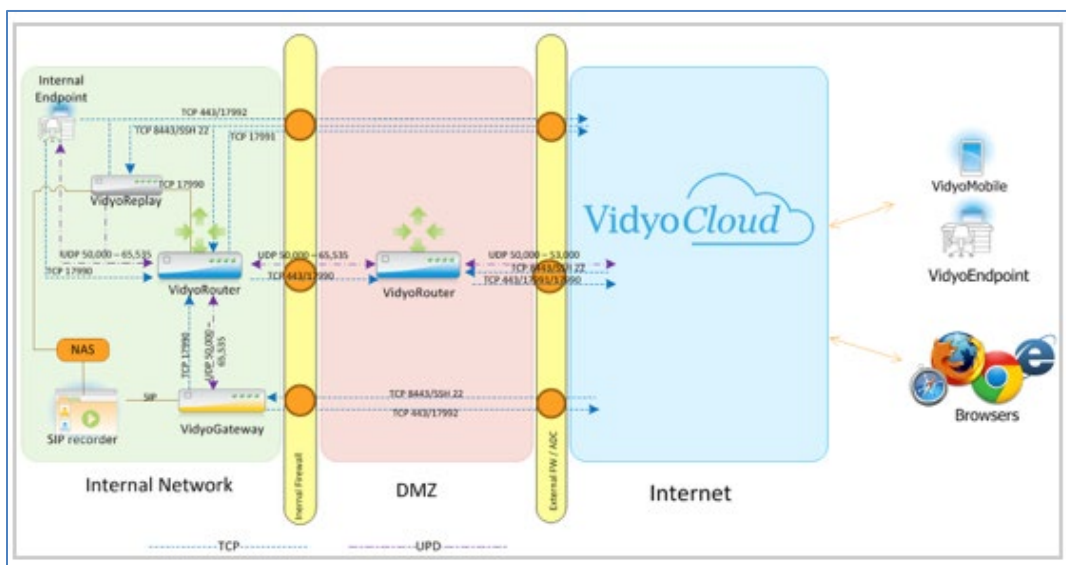 Internal
Endpoint
TCP 443/17992
TCP 8443/SSH 22
TCP 17991
TCP 17990
VidyoReplay
UDP 50,000 – 65,535
TCP 17990
VidyoRouter
UDP 50,000 – 65,535
TCP 443/17990
VidyoRouter
UDP 50,000 – 53,000
TCP 8443/SSH 22
TCP 443/17991/17990
TCP 17990
UDP 50,000 –
65,535
NAS
SIP
SIP recorder
VidyoGateway
TCP 8443/SSH 22
TCP 443/17992
VidyoCloud
VidyoMobile
VidyoEndpoint
Browsers
Inernal Firewall
External FW / ADC
Internal Network
DMZ
Internet
TCP
UPD